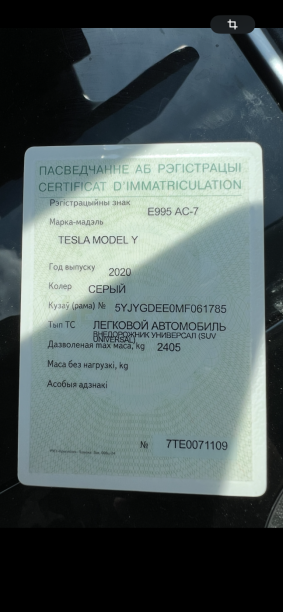 ПАСВЕДЧАННЕ АБ РЭГІСТРАЦЫІ
CERTIFICAT D'IMMATRICULATION
Рэгістрацыйны знак E995 AC-7
Марка-мадэль
TESLA MODEL Y
Год выпуску 2020
Колер СЕРЫЙ
Кузаў (рама) № 5YJYGDEE0MF061785
Тып ТС ЛЕГКОВОЙ АВТОМОБИЛЬ
ВНЕДОРОЖНИК УНИВЕРСАЛ (SUV
UNIVERSAL)
Дазволеная max маса, kg 2405
Маса без нагрузкі, kg
Асобыя адзнакі
№ 7TE0071109